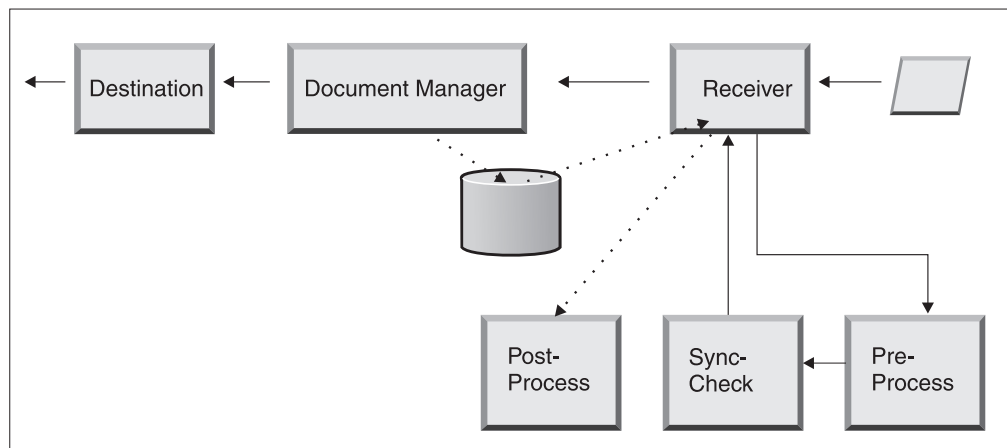 Destination
Document Manager
Receiver
Post-
Process
Sync-
Check
Pre-
Process